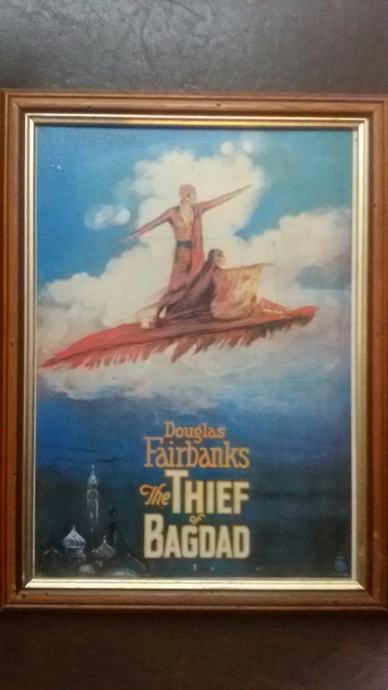 Douglas
Fairbanks
The THIEF
of
BAGDAD